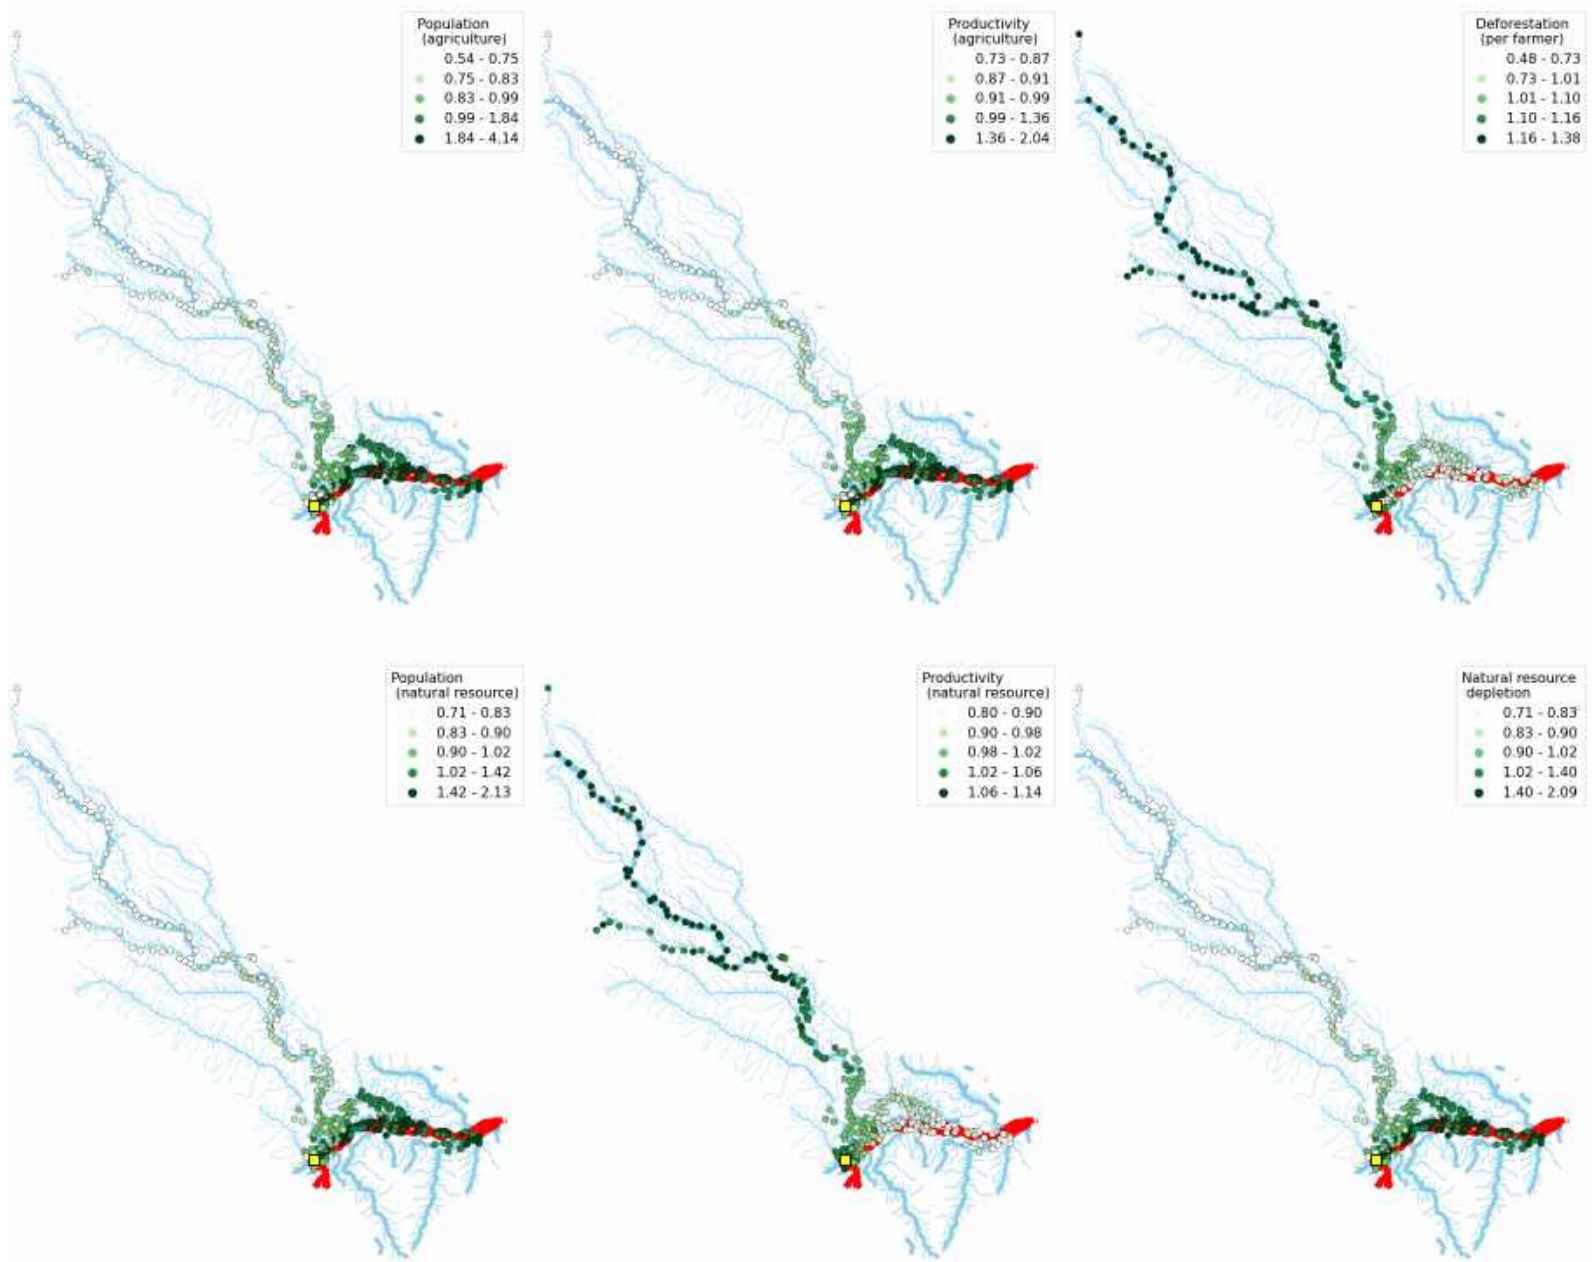 Population
(agriculture)
0.54 - 0.75
0.75 - 0.83
0.83 - 0.99
0.99 - 1.84
1.84 - 4.14
Productivity
(agriculture)
0.73 - 0.87
0.87 - 0.91
0.91 - 0.99
0.99 - 1.36
1.36 - 2.04
Deforestation
(per farmer)
0.48 - 0.73
0.73 - 1.01
1.01 - 1.10
1.10 - 1.16
1.16 - 1.38
Population
(natural resource)
0.71 - 0.83
0.83 - 0.90
0.90 - 1.02
1.02 - 1.42
1.42 - 2.13
Productivity
(natural resource)
0.80 - 0.90
0.90 - 0.98
0.98 - 1.02
1.02 - 1.06
1.06 - 1.14
Natural resource
depletion
0.71 - 0.83
0.83 - 0.90
0.90 - 1.02
1.02 - 1.40
1.40 - 2.09